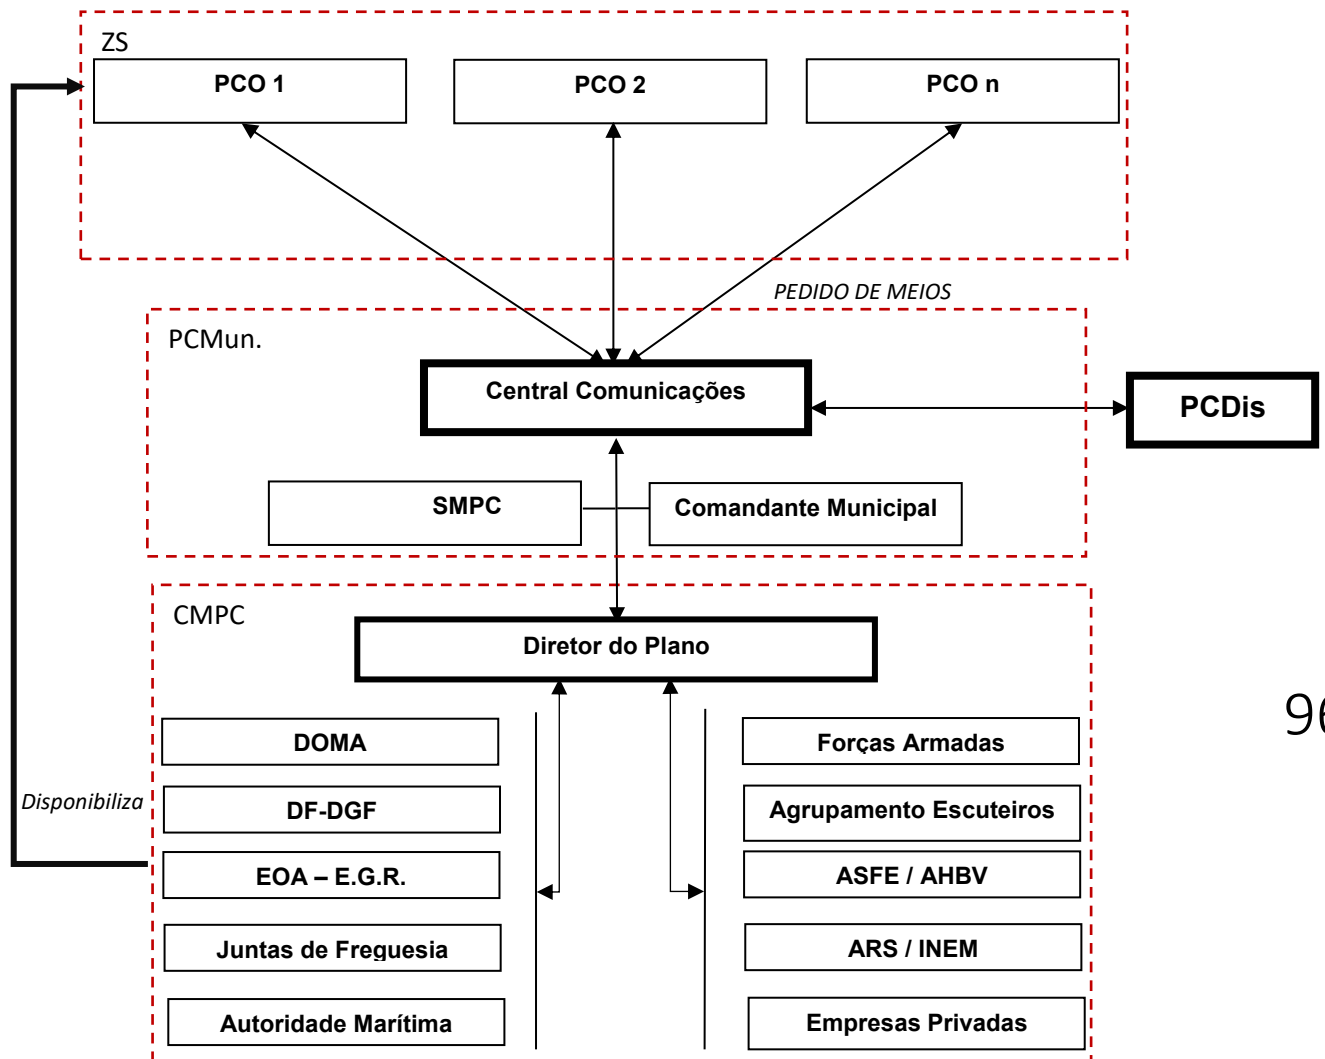 ZS
PCO 1
PCO 2
PCO n
PEDIDO DE MEIOS
PCMun.
Central Comunicações
PCDis
SMPC
Comandante Municipal
CMPC
Diretor do Plano
DOMA
Forças Armadas
96
Disponibiliza
DF-DGF
Agrupamento Escuteiros
EOA – E.G.R.
ASFE / AHBV
Juntas de Freguesia
ARS / INEM
Autoridade Marítima
Empresas Privadas